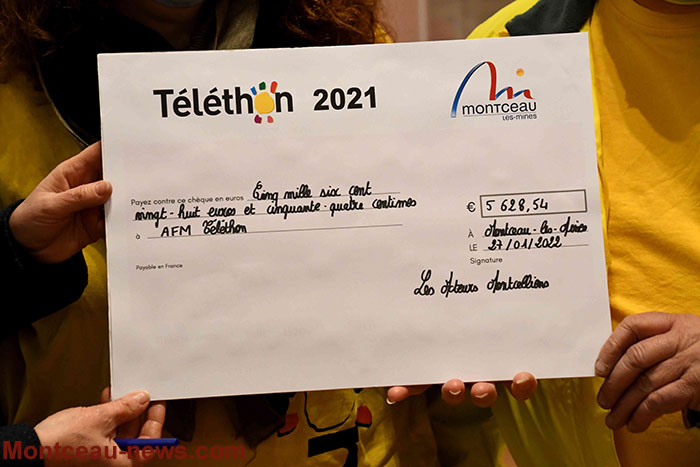 Téléthon 2021
MONTCEAU
LES-MINES
Payez contre ce chèque en euros Cinq mille six cent
vingt-huit euros et cinquante-quatre centimes
à AFM Téléthon
€ 5 628,54
À Montceau-les-Mines
LE 27/01/2022
Payable en France
Signature
Les Acteurs Montcelliens
Montceau-news.com